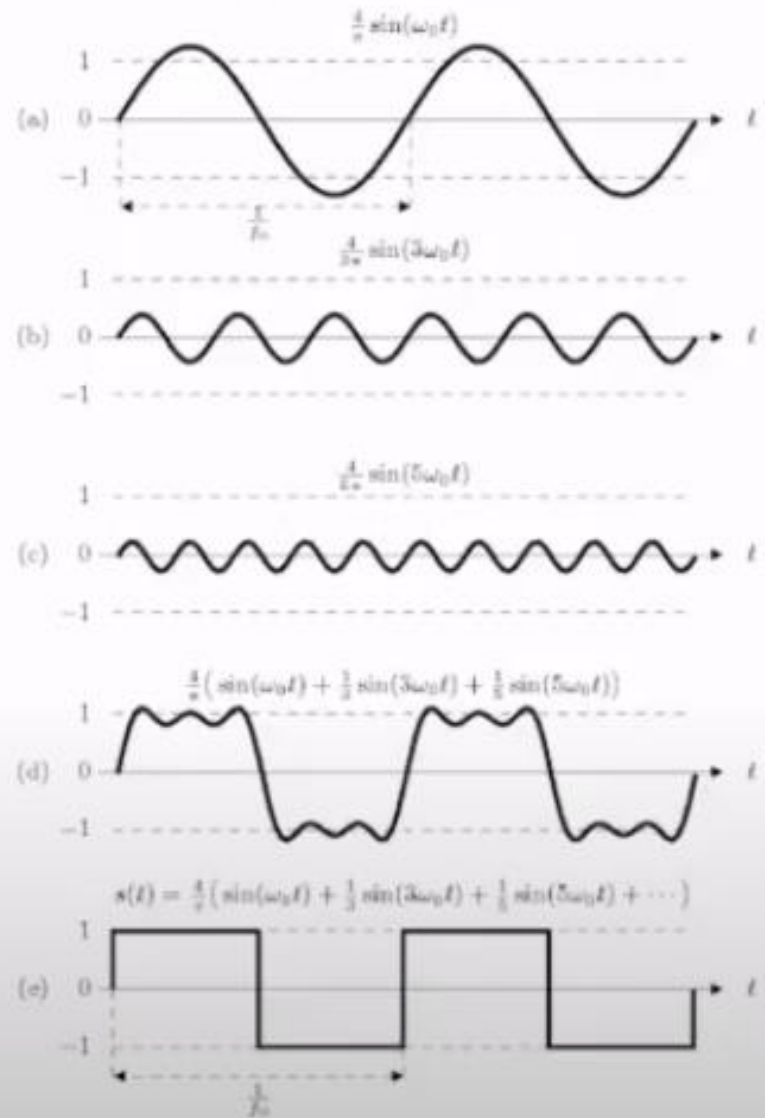 4/π sin(ω₀t)
1
(a) 0 t
−1
1/f₀
4/3π sin(3ω₀t)
1
(b) 0 t
−1
4/5π sin(5ω₀t)
1
(c) 0 t
−1
4/π ( sin(ω₀t) + 1/3 sin(3ω₀t) + 1/5 sin(5ω₀t))
1
(d) 0 t
−1
s(t) = 4/π ( sin(ω₀t) + 1/3 sin(3ω₀t) + 1/5 sin(5ω₀t) + ⋯ )
1
(e) 0 t
−1
1/f₀